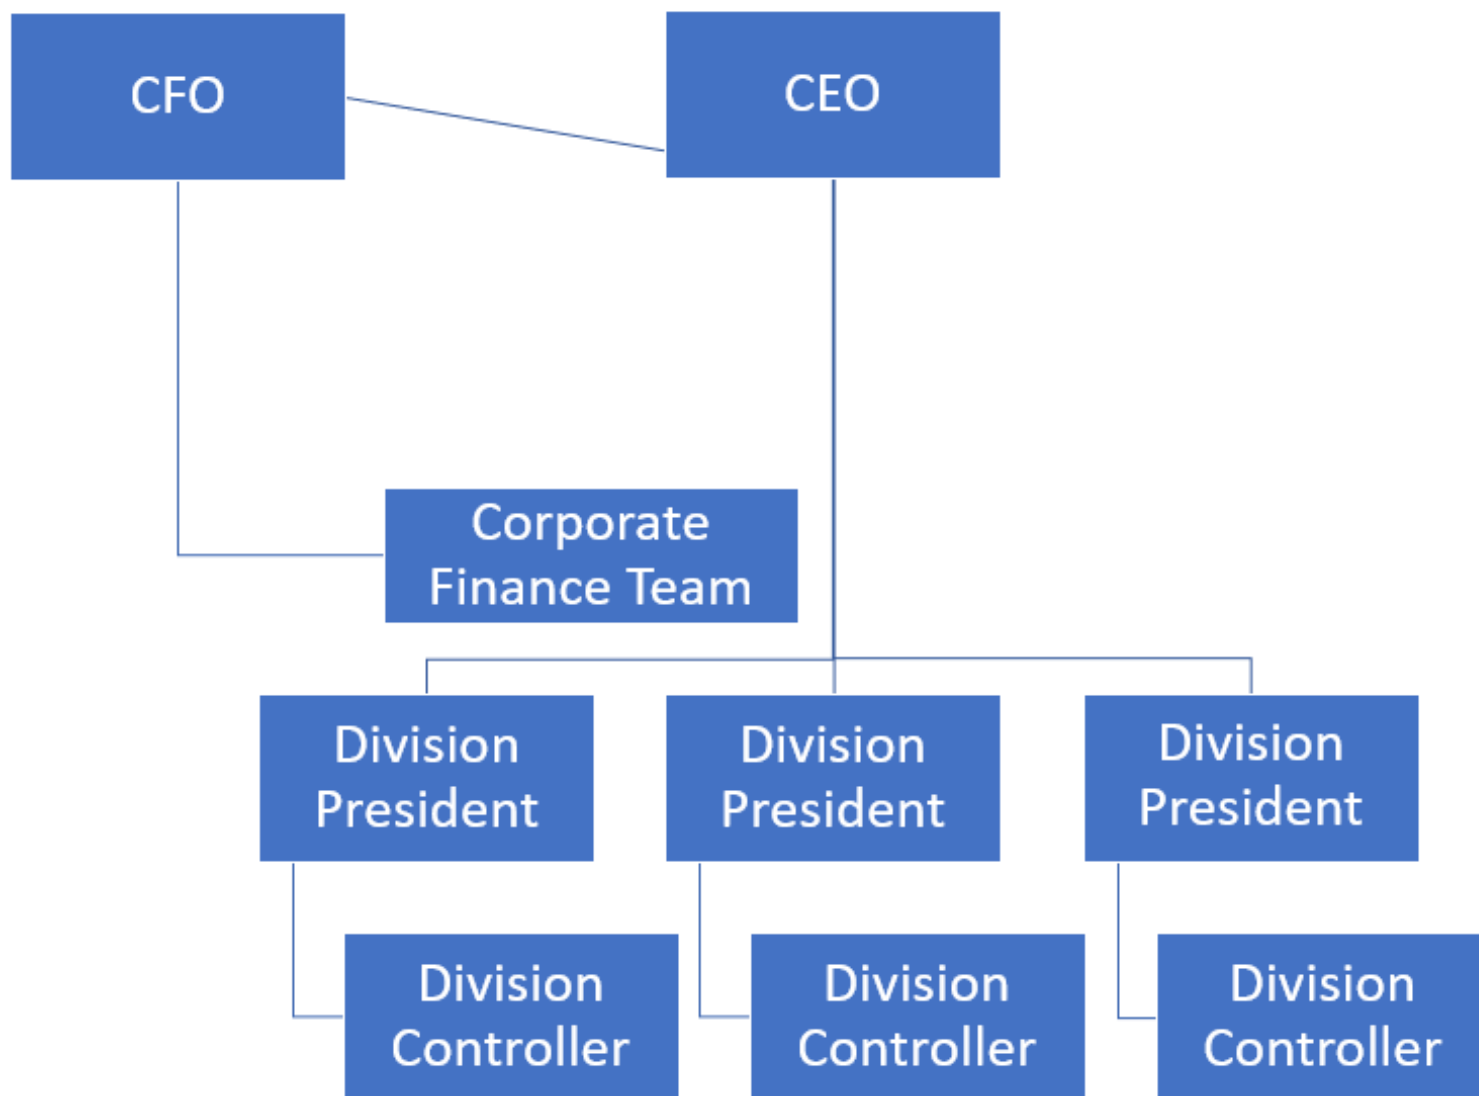 CFO
CEO
Corporate
Finance Team
Division
President
Division
President
Division
President
Division
Controller
Division
Controller
Division
Controller